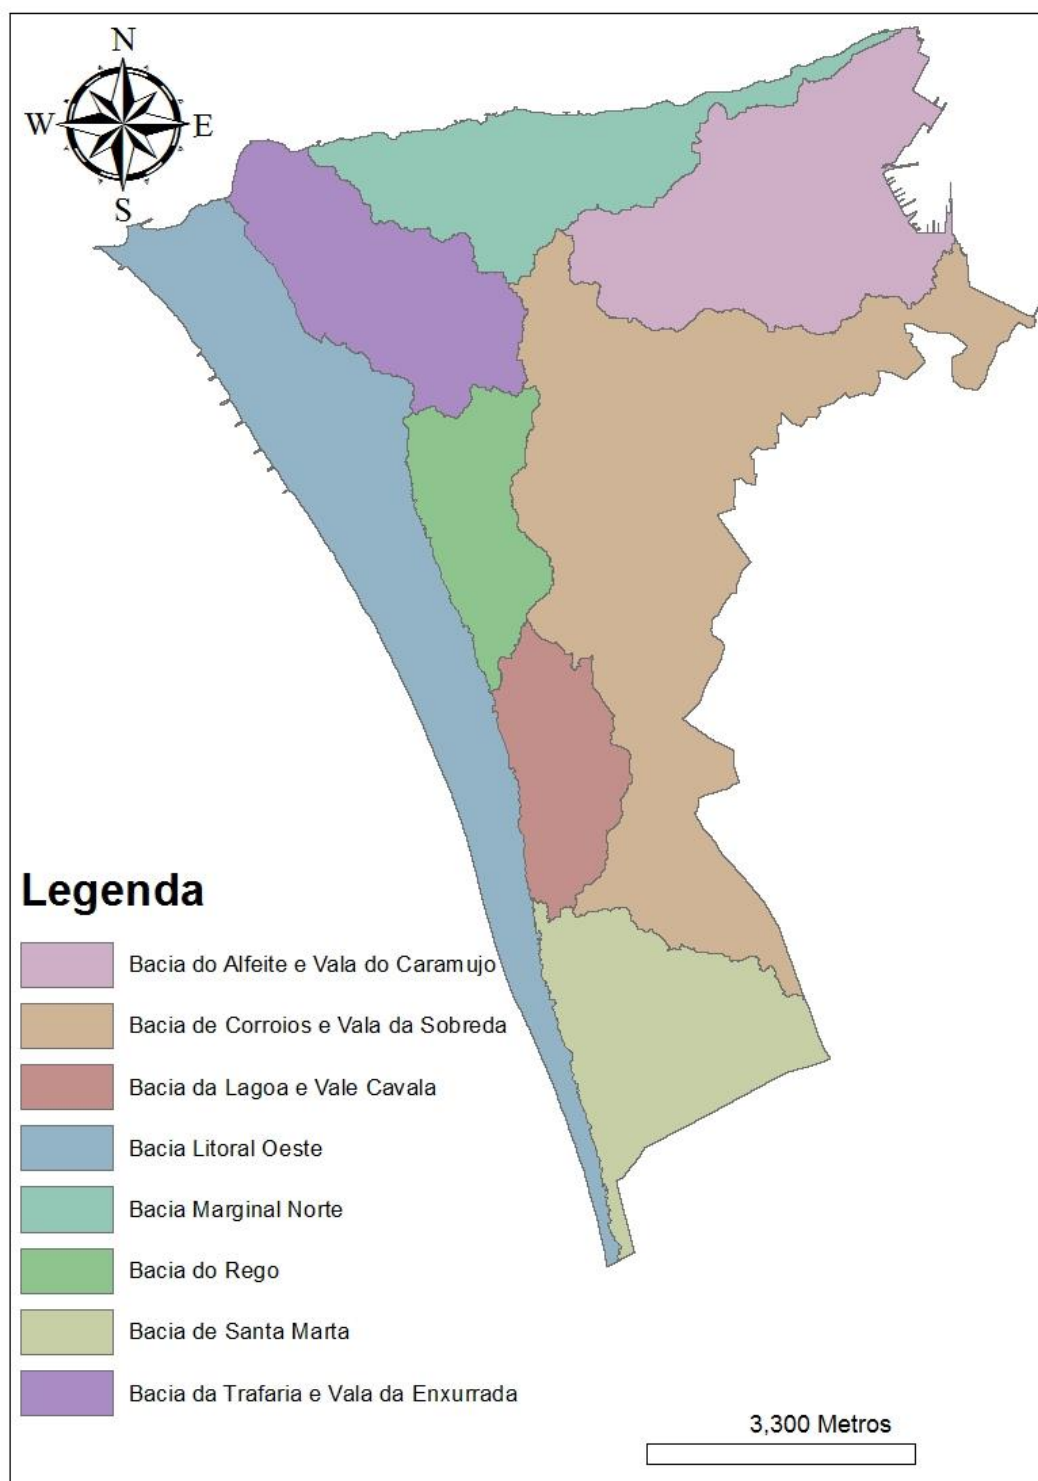 N
W E
S
Legenda
Bacia do Alfeite e Vala do Caramujo
Bacia de Corroios e Vala da Sobreda
Bacia da Lagoa e Vale Cavala
Bacia Litoral Oeste
Bacia Marginal Norte
Bacia do Rego
Bacia de Santa Marta
Bacia da Trafaria e Vala da Enxurrada
3,300 Metros